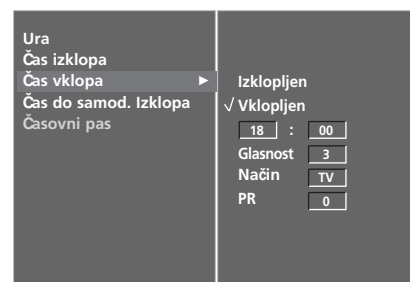 Ura
Čas izklopa
Čas vklopa ►
Čas do samod. Izklopa
Časovni pas
Izklopljen
√ Vklopljen
18 : 00
Glasnost 3
Način TV
PR 0